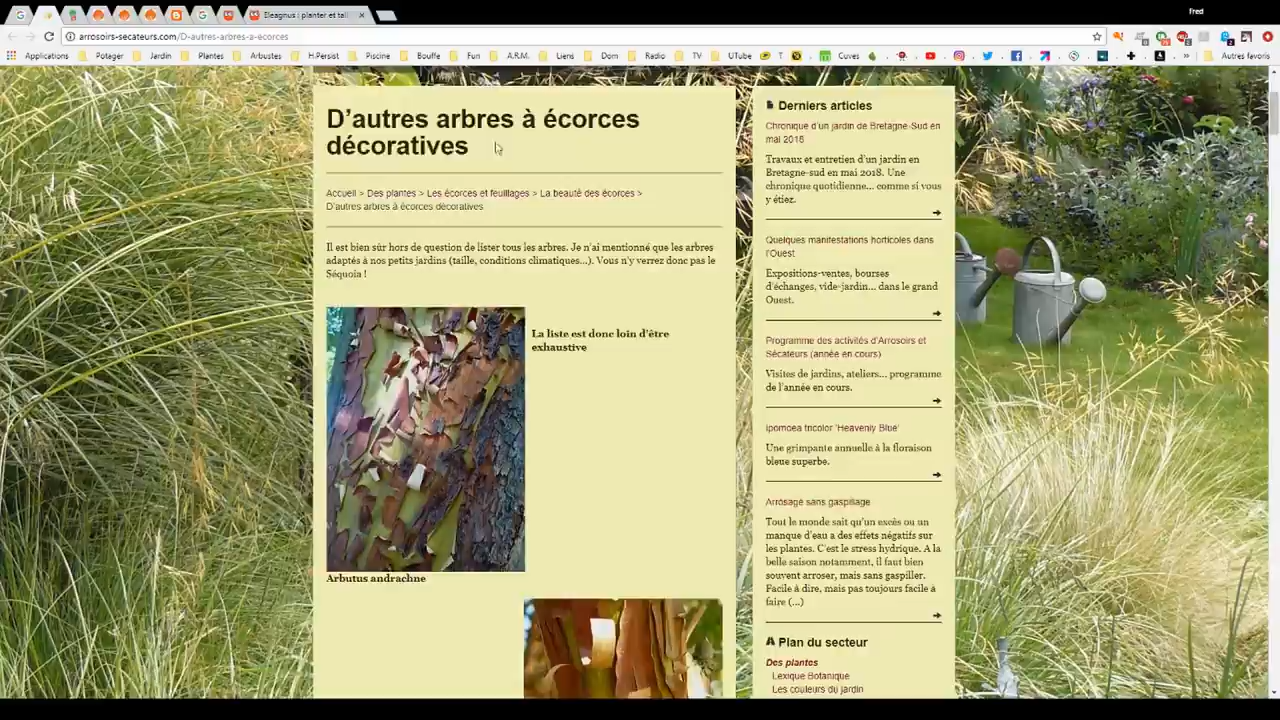 Eleagnus : planter et tail
Fred
arrosoirs-secateurs.com/D-autres-arbres-a-ecorces
Applications Potager Jardin Plantes Arbustes H.Persist Piscine Bouffe Fun A.R.M. Liens Dom Radio TV UTube T Cuves » Autres favoris
D'autres arbres à écorces
décoratives
Accueil > Des plantes > Les écorces et feuillages > La beauté des écorces >
D'autres arbres à écorces décoratives
Il est bien sûr hors de question de lister tous les arbres. Je n'ai mentionné que les arbres
adaptés à nos petits jardins (taille, conditions climatiques...). Vous n'y verrez donc pas le
Séquoia !
La liste est donc loin d'être
exhaustive
Arbutus andrachne
Derniers articles
Chronique d'un jardin de Bretagne-Sud en
mai 2018
Travaux et entretien d'un jardin en
Bretagne-sud en mai 2018. Une
chronique quotidienne... comme si vous
y étiez.
Quelques manifestations horticoles dans
l'Ouest
Expositions-ventes, bourses
d'échanges, vide-jardin... dans le grand
Ouest.
Programme des activités d'Arrosoirs et
Sécateurs (année en cours)
Visites de jardins, ateliers... programme
de l'année en cours.
Ipomoea tricolor 'Heavenly Blue'
Une grimpante annuelle à la floraison
bleue superbe.
Arrosage sans gaspillage
Tout le monde sait qu'un excès ou un
manque d'eau a des effets négatifs sur
les plantes. C'est le stress hydrique. A la
belle saison notamment, il faut bien
souvent arroser, mais sans gaspiller.
Facile à dire, mais pas toujours facile à
faire (...)
Plan du secteur
Des plantes
Lexique Botanique
Les couleurs du jardin